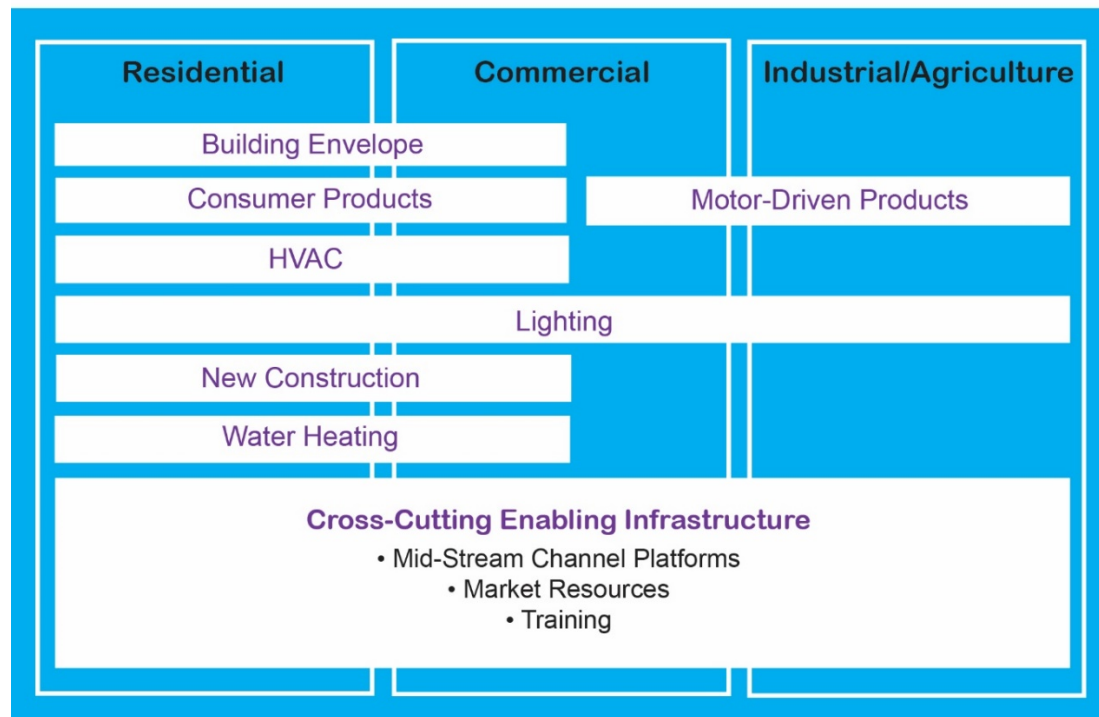 Residential
Commercial
Industrial/Agriculture
Building Envelope
Consumer Products
Motor-Driven Products
HVAC
Lighting
New Construction
Water Heating
Cross-Cutting Enabling Infrastructure
• Mid-Stream Channel Platforms
• Market Resources
• Training